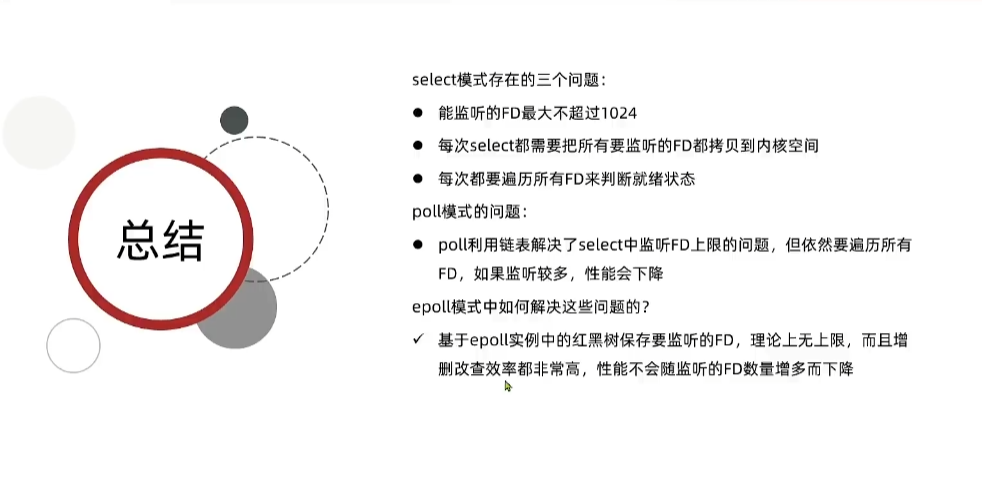 总结
select模式存在的三个问题：
● 能监听的FD最大不超过1024
● 每次select都需要把所有要监听的FD都拷贝到内核空间
● 每次都要遍历所有FD来判断就绪状态
poll模式的问题：
● poll利用链表解决了select中监听FD上限的问题，但依然要遍历所有
FD，如果监听较多，性能会下降
epoll模式中如何解决这些问题的？
✓ 基于epoll实例中的红黑树保存要监听的FD，理论上无上限，而且增
删改查效率都非常高，性能不会随监听的FD数量增多而下降